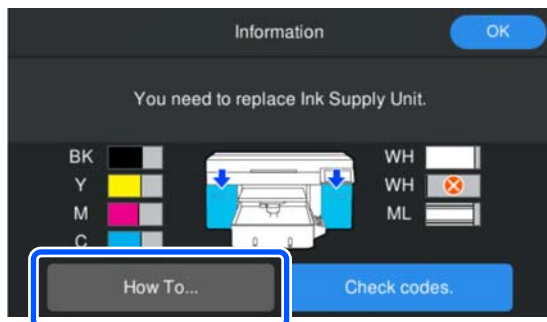 Information
OK
You need to replace Ink Supply Unit.
BK
Y
M
C
WH
WH
ML
How To...
Check codes.